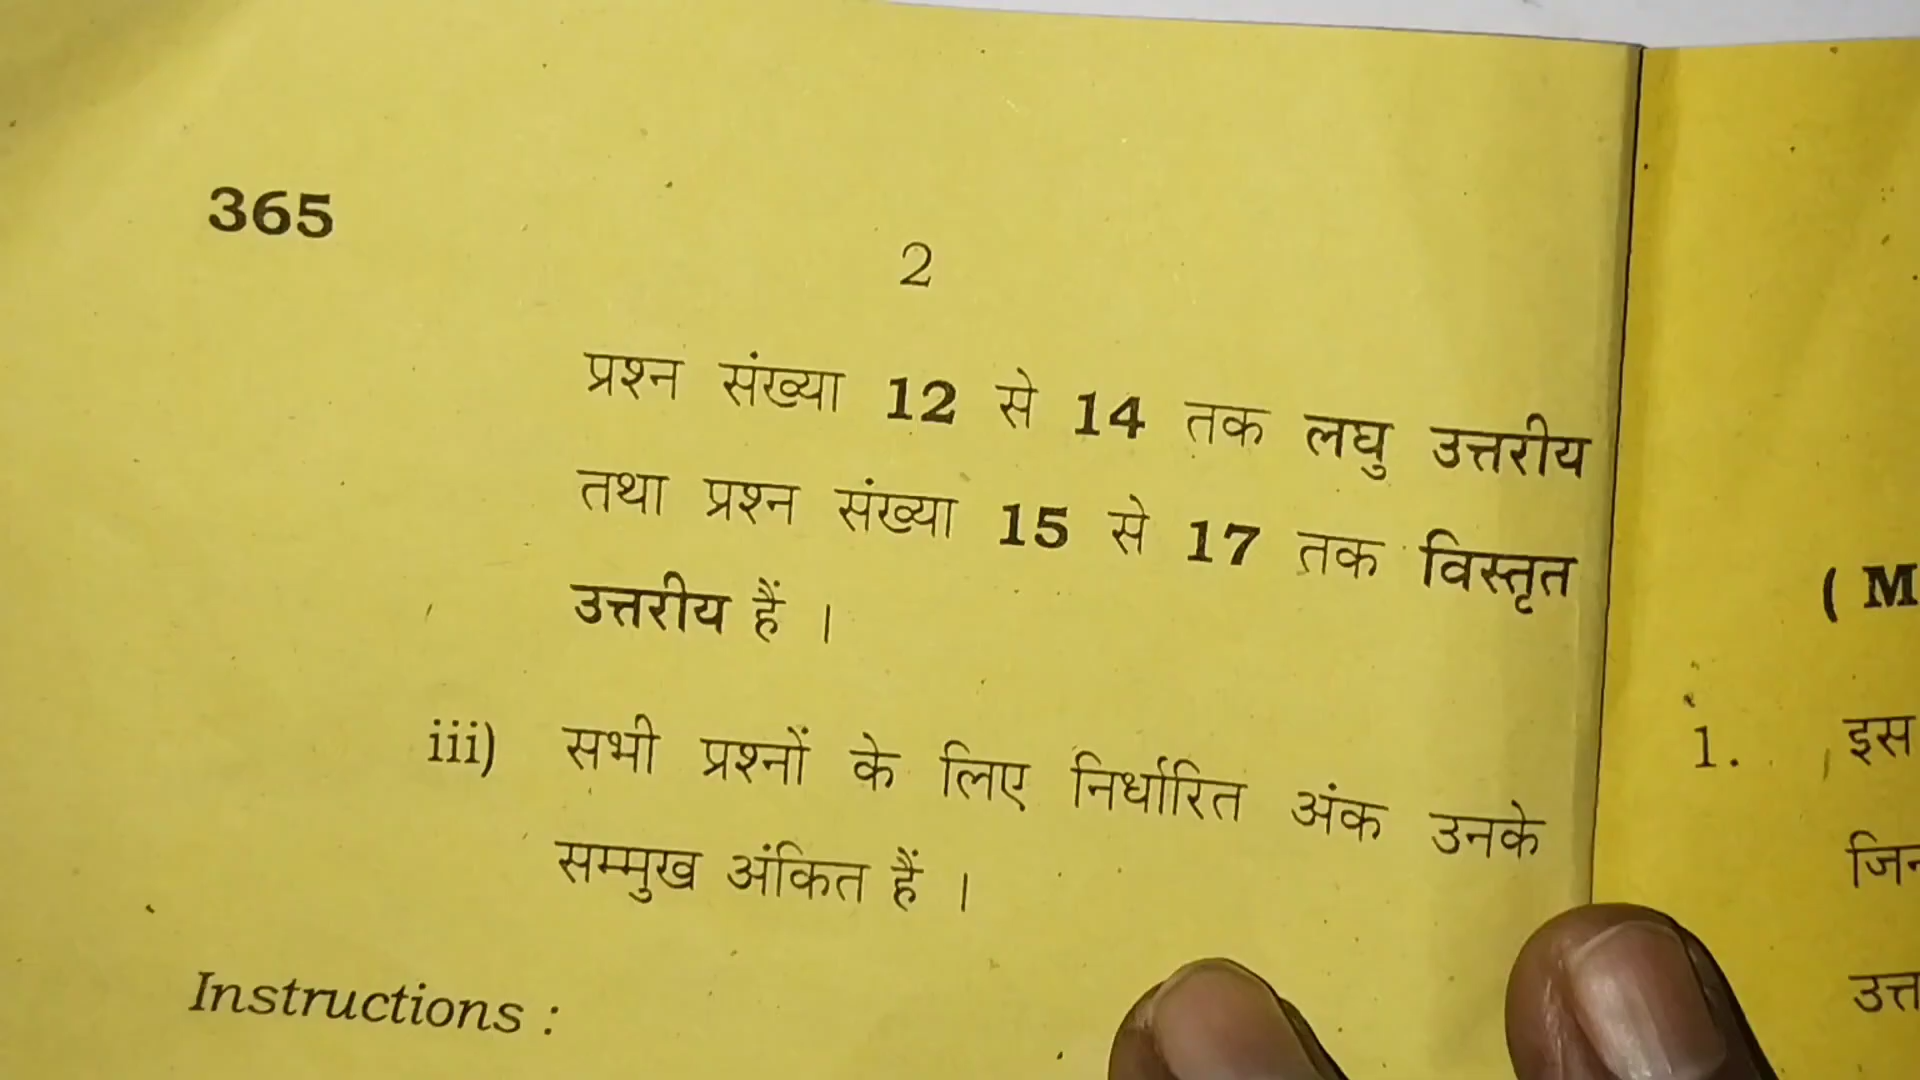 365
2
प्रश्न संख्या 12 से 14 तक लघु उत्तरीय
तथा प्रश्न संख्या 15 से 17 तक विस्तृत
उत्तरीय हैं ।
iii) सभी प्रश्नों के लिए निर्धारित अंक उनके
सम्मुख अंकित हैं ।
Instructions :
( M
1. इस